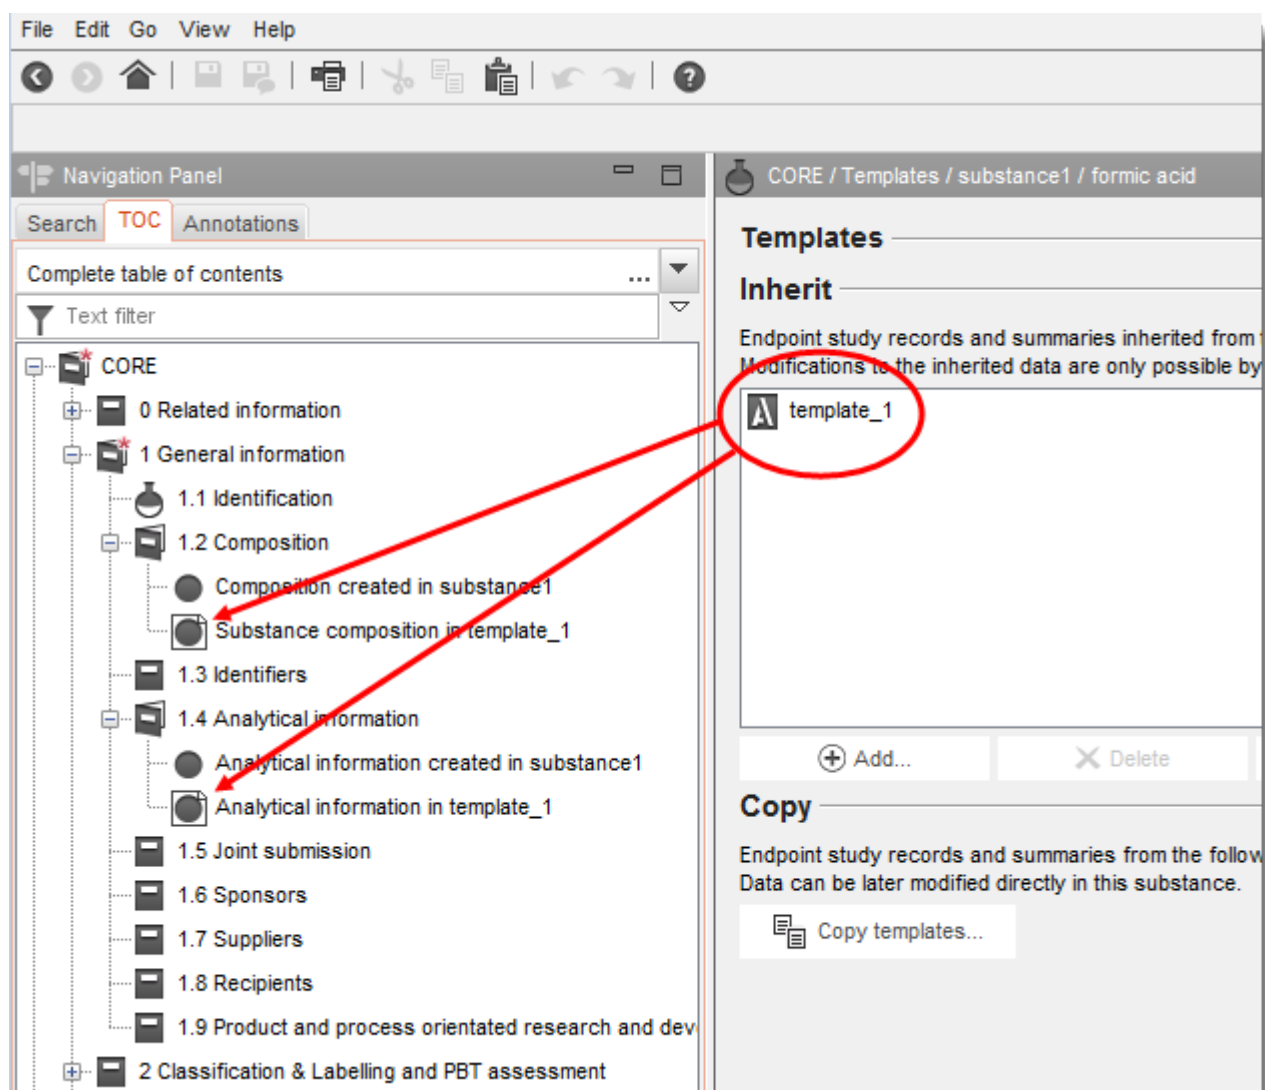 File Edit Go View Help
Navigation Panel
Search TOC Annotations
Complete table of contents ...
Text filter
CORE
0 Related information
1 General information
1.1 Identification
1.2 Composition
Composition created in substance1
Substance composition in template_1
1.3 Identifiers
1.4 Analytical information
Analytical information created in substance1
Analytical information in template_1
1.5 Joint submission
1.6 Sponsors
1.7 Suppliers
1.8 Recipients
1.9 Product and process orientated research and dev
2 Classification & Labelling and PBT assessment
CORE / Templates / substance1 / formic acid
Templates
Inherit
Endpoint study records and summaries inherited from
Modifications to the inherited data are only possible by
template_1
Add... Delete
Copy
Endpoint study records and summaries from the follow
Data can be later modified directly in this substance.
Copy templates...